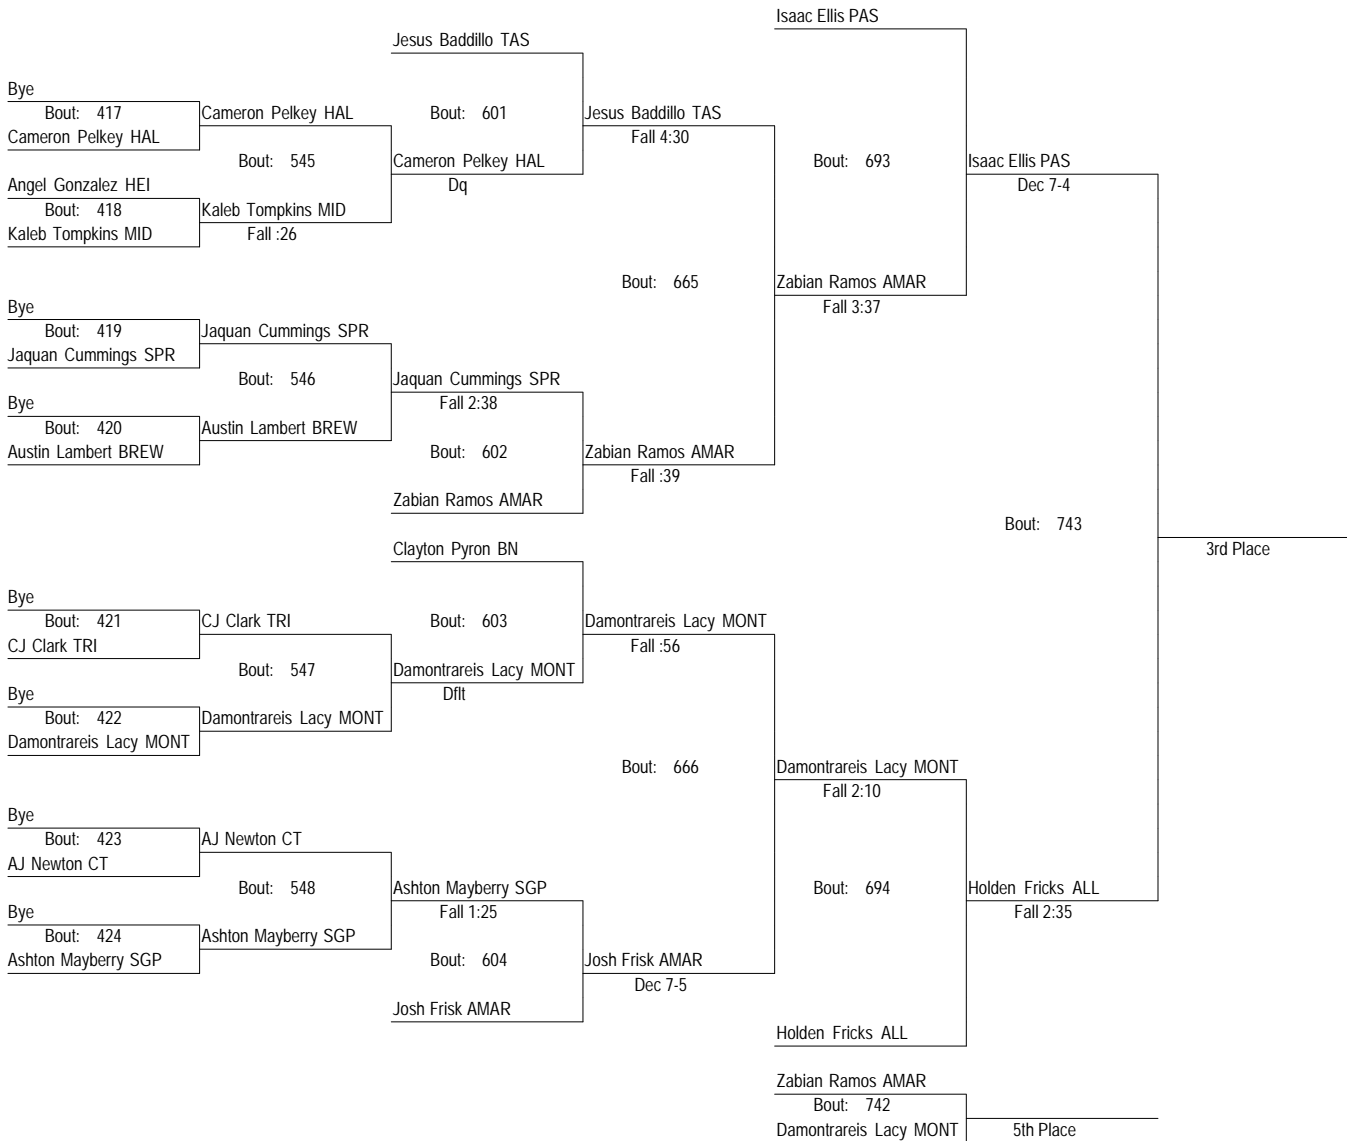 Isaac Ellis PAS
Jesus Baddillo TAS
Bye
Bout: 417
Cameron Pelkey HAL
Cameron Pelkey HAL
Bout: 601
Jesus Baddillo TAS
Fall 4:30
Bout: 545
Cameron Pelkey HAL
Dq
Bout: 693
Isaac Ellis PAS
Dec 7-4
Angel Gonzalez HEI
Bout: 418
Kaleb Tompkins MID
Kaleb Tompkins MID
Fall :26
Bout: 665
Zabian Ramos AMAR
Fall 3:37
Bye
Bout: 419
Jaquan Cummings SPR
Jaquan Cummings SPR
Bout: 546
Jaquan Cummings SPR
Fall 2:38
Bye
Bout: 420
Austin Lambert BREW
Austin Lambert BREW
Bout: 602
Zabian Ramos AMAR
Fall :39
Zabian Ramos AMAR
Bout: 743
3rd Place
Clayton Pyron BN
Bye
Bout: 421
CJ Clark TRI
CJ Clark TRI
Bout: 603
Damontrareis Lacy MONT
Fall :56
Bout: 547
Damontrareis Lacy MONT
Dflt
Bye
Bout: 422
Damontrareis Lacy MONT
Damontrareis Lacy MONT
Bout: 666
Damontrareis Lacy MONT
Fall 2:10
Bye
Bout: 423
AJ Newton CT
AJ Newton CT
Bout: 548
Ashton Mayberry SGP
Fall 1:25
Bout: 694
Holden Fricks ALL
Fall 2:35
Bye
Bout: 424
Ashton Mayberry SGP
Ashton Mayberry SGP
Bout: 604
Josh Frisk AMAR
Dec 7-5
Josh Frisk AMAR
Holden Fricks ALL
Zabian Ramos AMAR
Bout: 742
Damontrareis Lacy MONT
5th Place